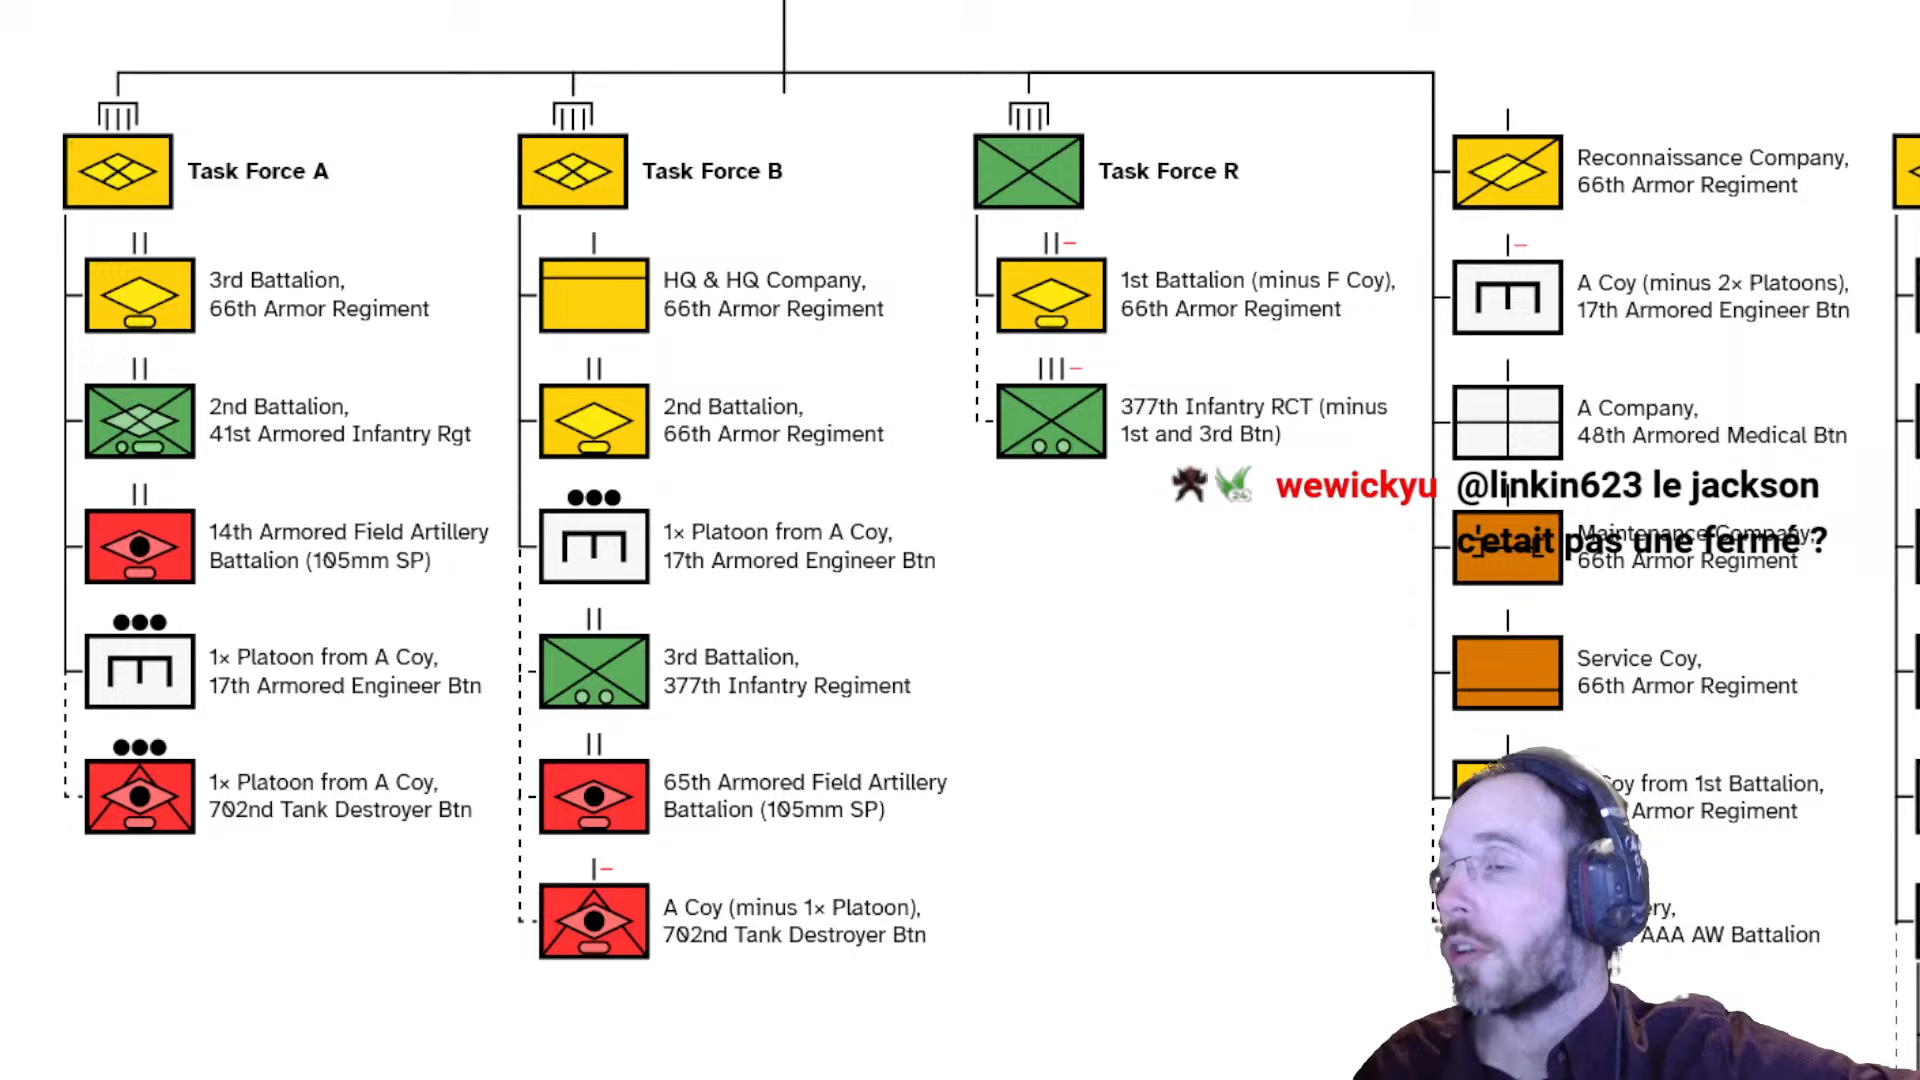 Task Force A
3rd Battalion,
66th Armor Regiment
2nd Battalion,
41st Armored Infantry Rgt
14th Armored Field Artillery
Battalion (105mm SP)
1× Platoon from A Coy,
17th Armored Engineer Btn
1× Platoon from A Coy,
702nd Tank Destroyer Btn
Task Force B
HQ & HQ Company,
66th Armor Regiment
2nd Battalion,
66th Armor Regiment
1× Platoon from A Coy,
17th Armored Engineer Btn
3rd Battalion,
377th Infantry Regiment
65th Armored Field Artillery
Battalion (105mm SP)
A Coy (minus 1× Platoon),
702nd Tank Destroyer Btn
Task Force R
1st Battalion (minus F Coy),
66th Armor Regiment
377th Infantry RCT (minus
1st and 3rd Btn)
Reconnaissance Company,
66th Armor Regiment
A Coy (minus 2× Platoons),
17th Armored Engineer Btn
A Company,
48th Armored Medical Btn
wewickyu @linkin623 le jackson
c'etait pas une fermé ?
Maintenance Company,
66th Armor Regiment
Service Coy,
66th Armor Regiment
Coy from 1st Battalion,
Armor Regiment
AAA AW Battalion